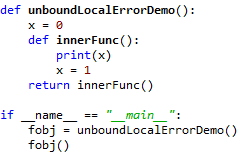 def unboundLocalErrorDemo():
    x = 0
    def innerFunc():
        print(x)
        x = 1
    return innerFunc()

if __name__ == "__main__":
    fobj = unboundLocalErrorDemo()
    fobj()